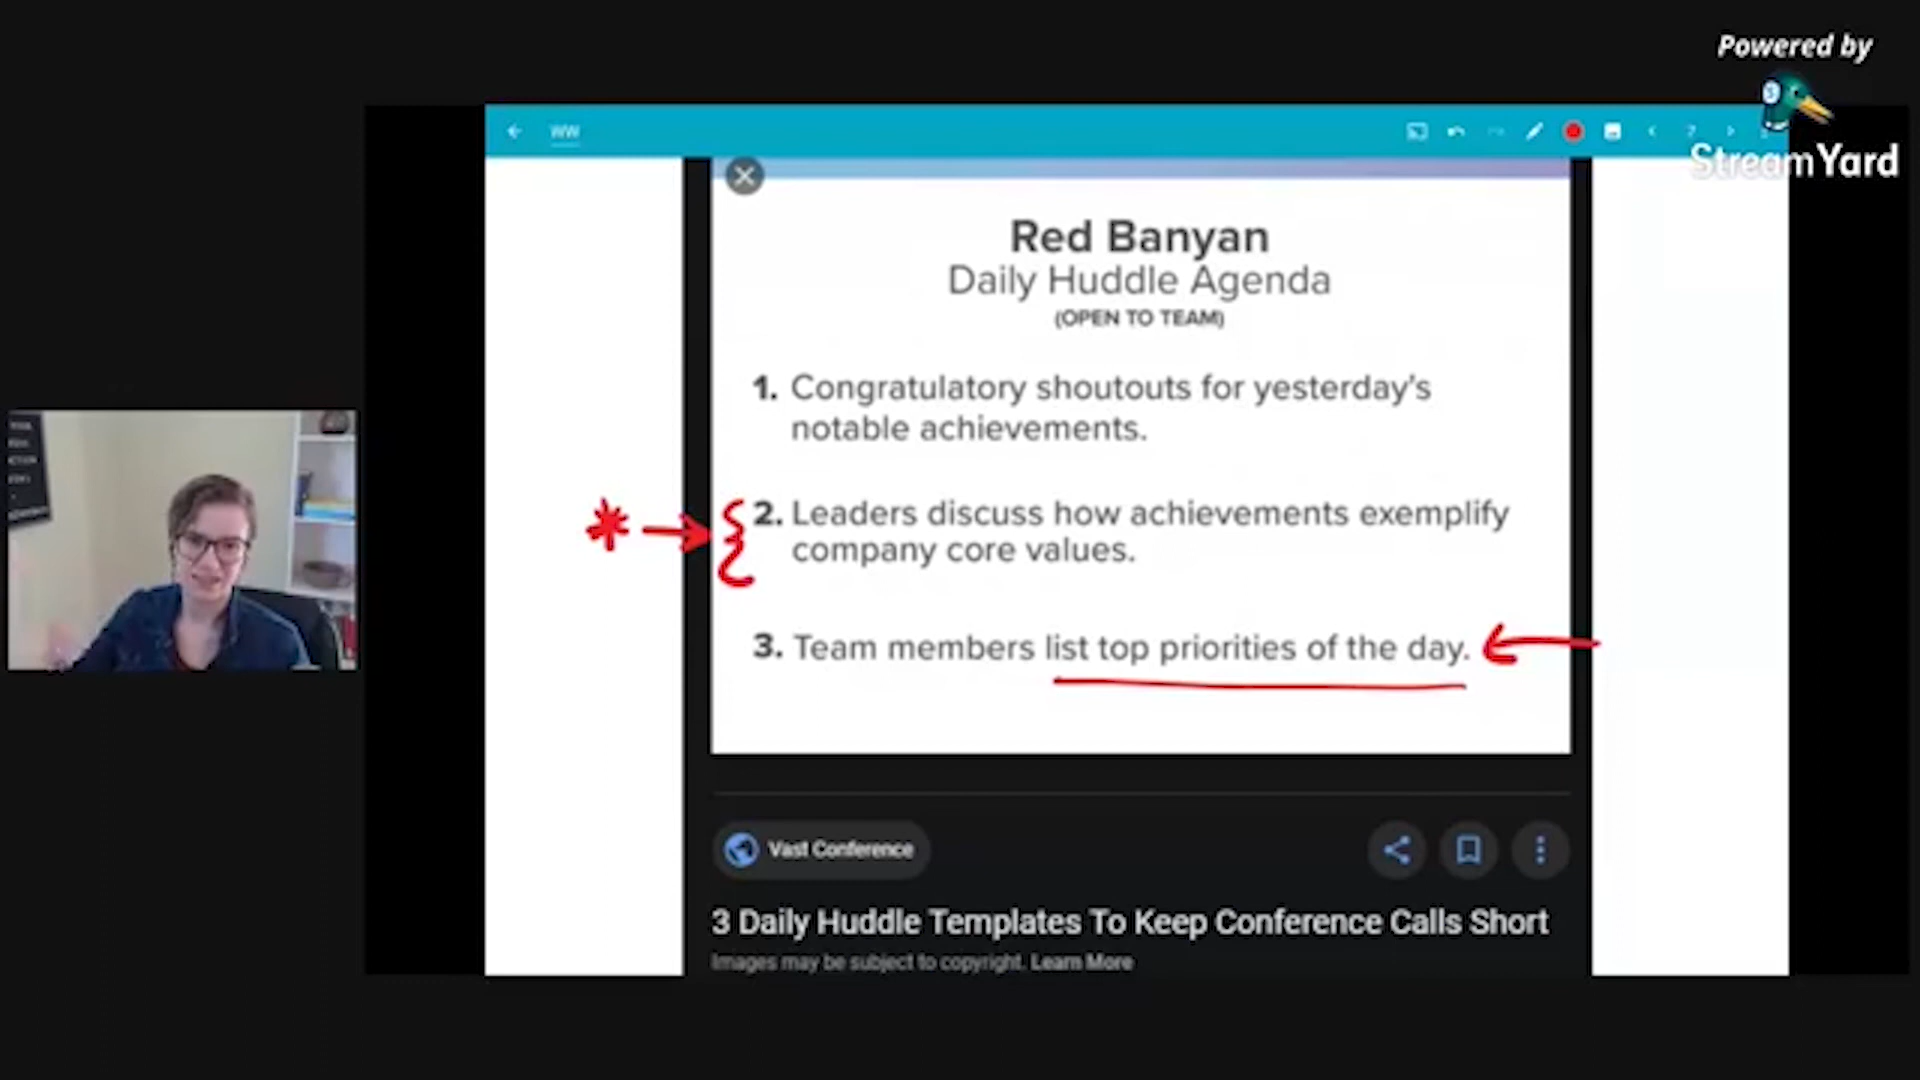 Powered by
StreamYard
WW
Red Banyan
Daily Huddle Agenda
(OPEN TO TEAM)
1. Congratulatory shoutouts for yesterday's
notable achievements.
2. Leaders discuss how achievements exemplify
company core values.
3. Team members list top priorities of the day.
Vast Conference
3 Daily Huddle Templates To Keep Conference Calls Short
Images may be subject to copyright. Learn More